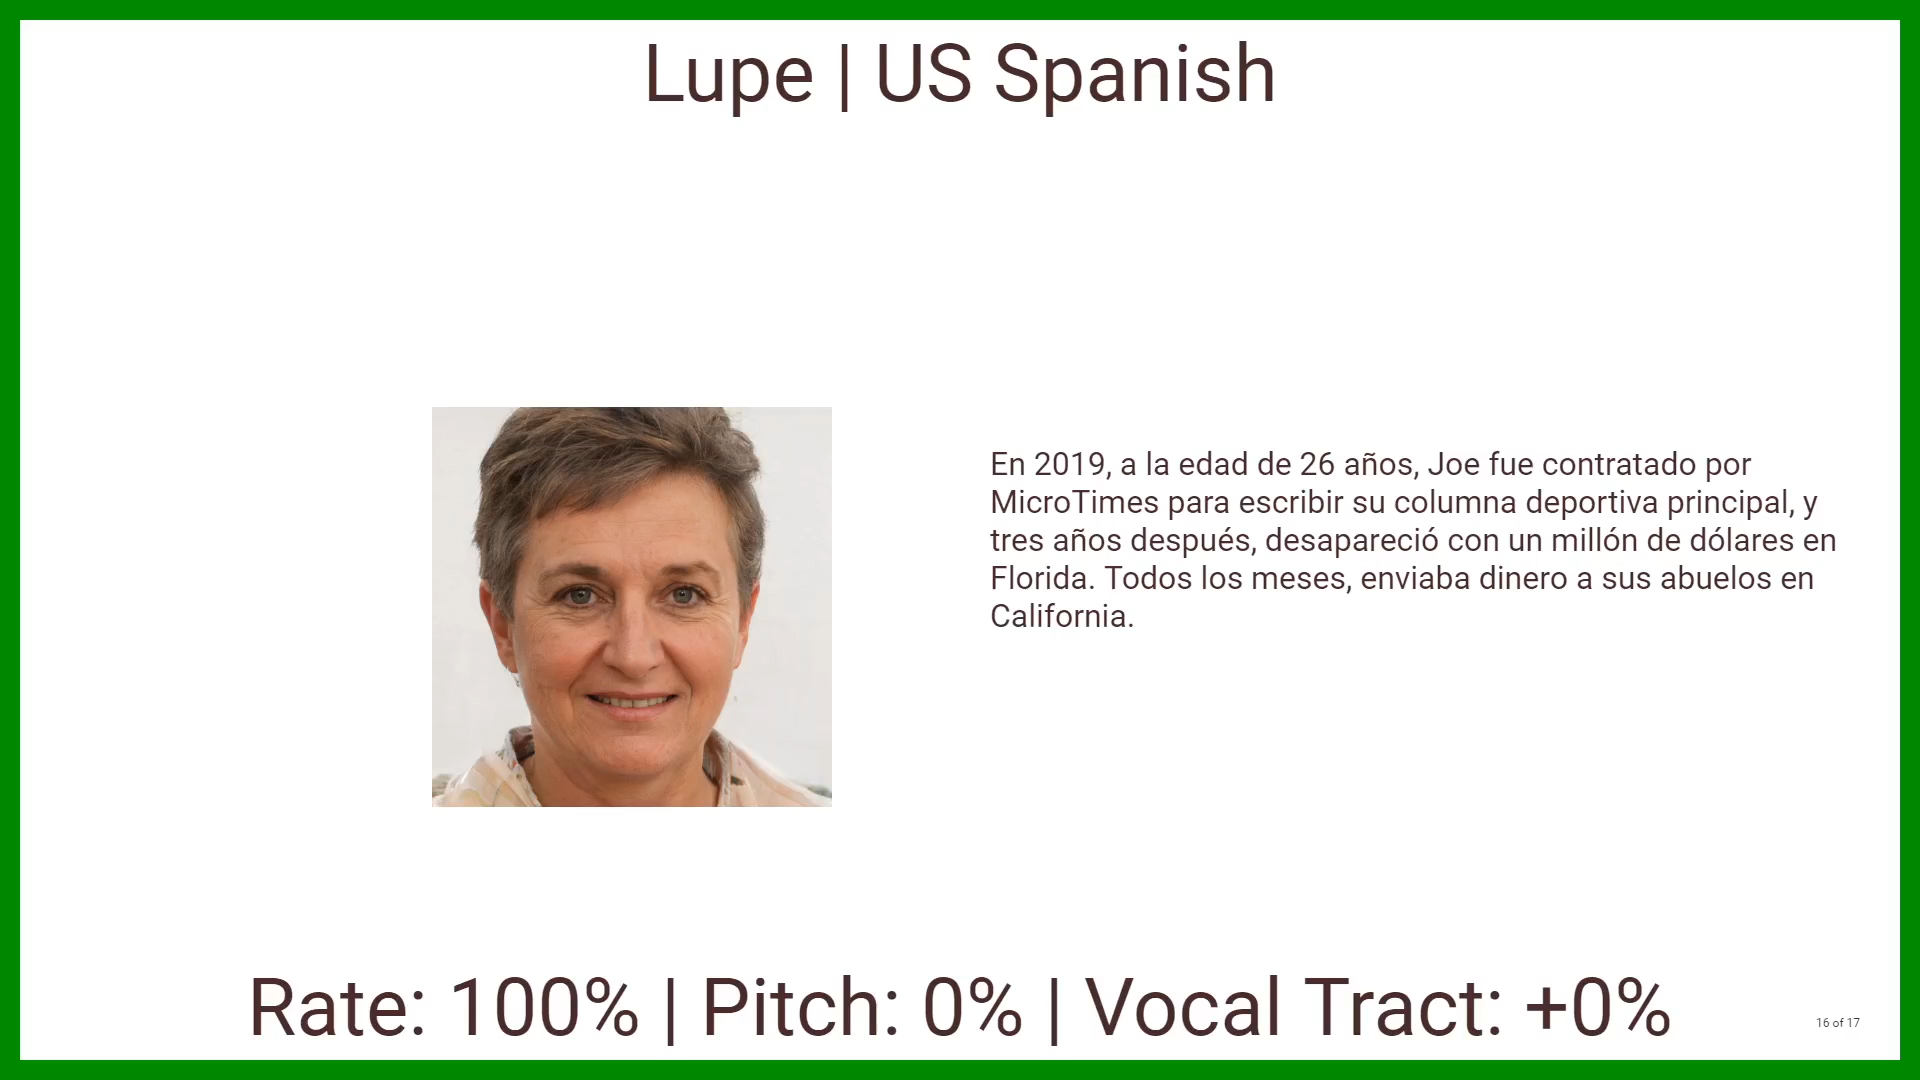 Lupe | US Spanish
En 2019, a la edad de 26 años, Joe fue contratado por
MicroTimes para escribir su columna deportiva principal, y
tres años después, desapareció con un millón de dólares en
Florida. Todos los meses, enviaba dinero a sus abuelos en
California.
Rate: 100% | Pitch: 0% | Vocal Tract: +0%
16 of 17